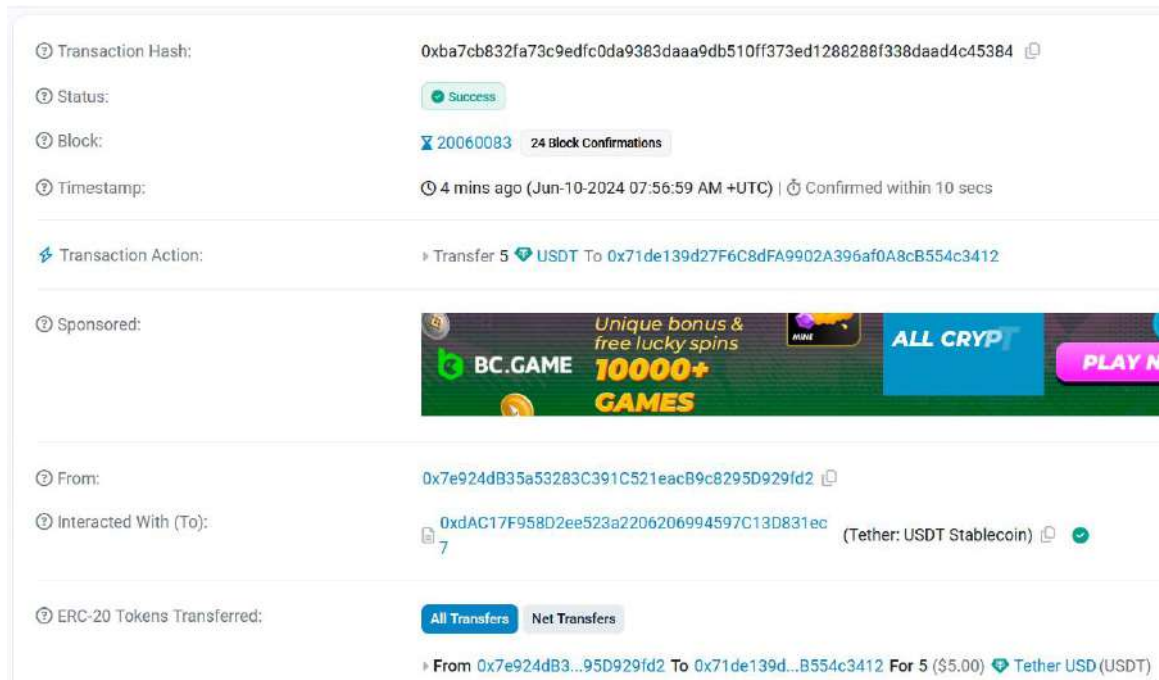 Transaction Hash: 0xba7cb832fa73c9edfc0da9383daaa9db510ff373ed1288288f338daad4c45384
Status: Success
Block: 20060083 24 Block Confirmations
Timestamp: 4 mins ago (Jun-10-2024 07:56:59 AM +UTC) | Confirmed within 10 secs
Transaction Action: Transfer 5 USDT To 0x71de139d27F6C8dFA9902A396af0A8cB554c3412
Sponsored:
BC.GAME
Unique bonus &
free lucky spins
10000+
GAMES
MINE
ALL CRYPT
PLAY N
From: 0x7e924dB35a53283C391C521eacB9c8295D929fd2
Interacted With (To): 0xdAC17F958D2ee523a2206206994597C13D831ec
7 (Tether: USDT Stablecoin)
ERC-20 Tokens Transferred: All Transfers Net Transfers
From 0x7e924dB3...95D929fd2 To 0x71de139d...B554c3412 For 5 ($5.00) Tether USD (USDT)